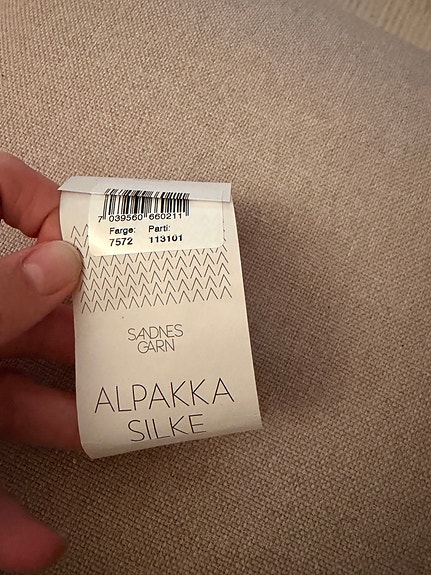 7 039560 660211
Farge: Parti:
7572 113101
SANDNES
GARN
ALPAKKA
SILKE